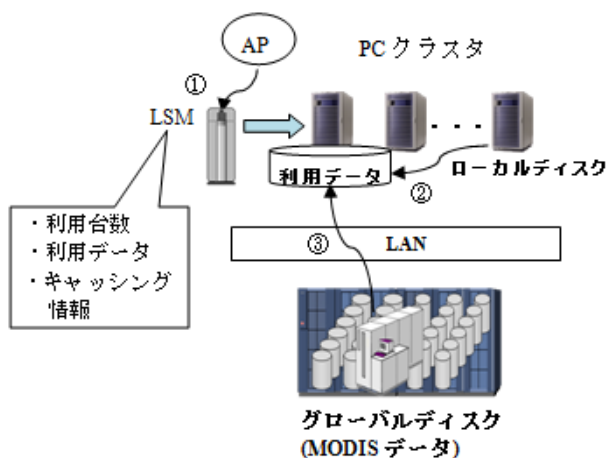 AP
PCクラスタ
①
LSM
・・・
利用データ
ローカルディスク
②
・利用台数
・利用データ
・キャッシング
情報
③
LAN
グローバルディスク
(MODISデータ)